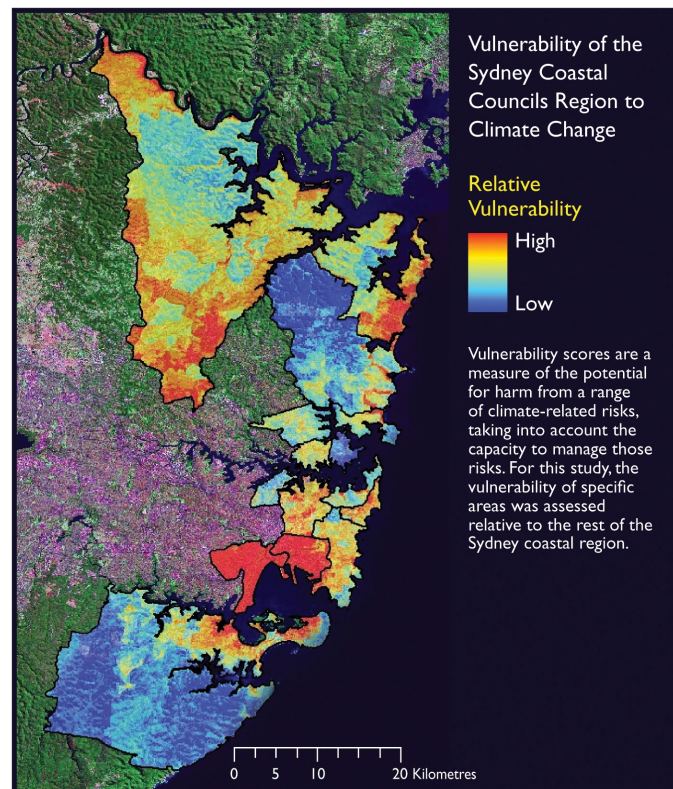 Vulnerability of the
Sydney Coastal
Councils Region to
Climate Change
Relative
Vulnerability
High
Low
Vulnerability scores are a
measure of the potential
for harm from a range
of climate-related risks,
taking into account the
capacity to manage those
risks. For this study, the
vulnerability of specific
areas was assessed
relative to the rest of the
Sydney coastal region.
0 5 10 20 Kilometres